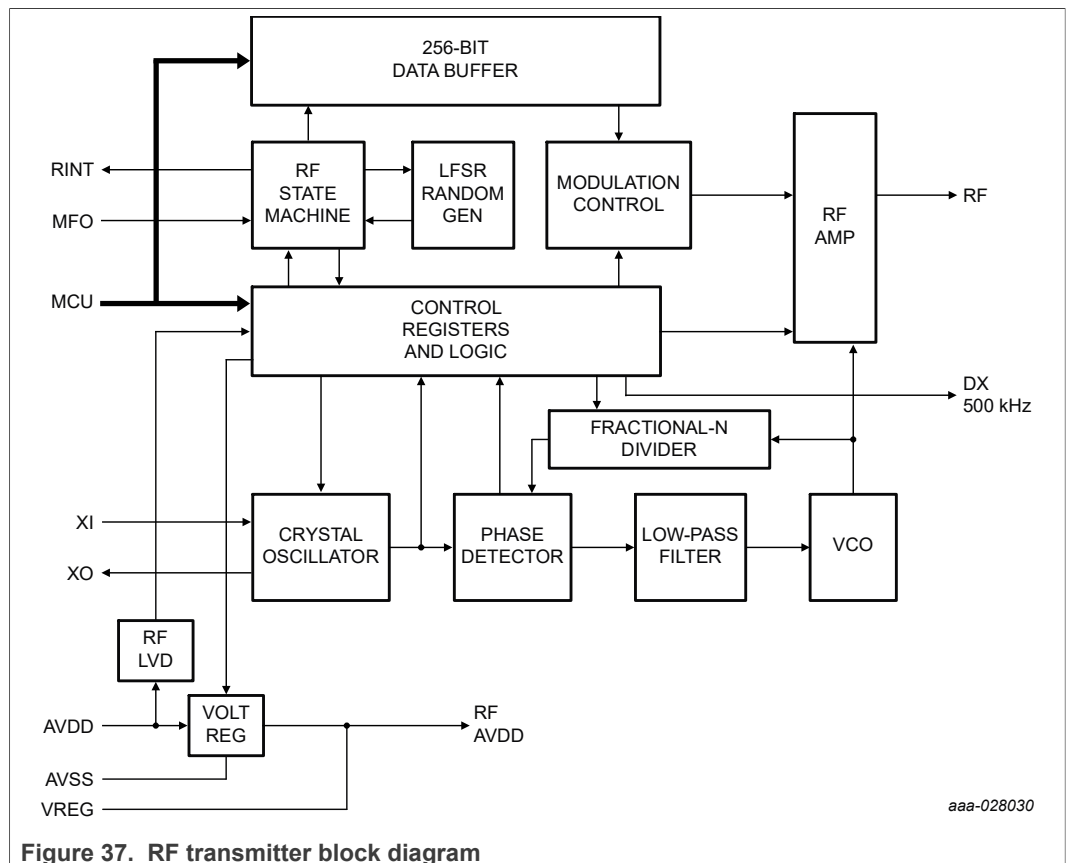 256-BIT
DATA BUFFER
RINT
RF
STATE
MACHINE
LFSR
RANDOM
GEN
MODULATION
CONTROL
RF
AMP
RF
MFO
MCU
CONTROL
REGISTERS
AND LOGIC
DX
500 kHz
FRACTIONAL-N
DIVIDER
XI
XO
CRYSTAL
OSCILLATOR
PHASE
DETECTOR
LOW-PASS
FILTER
VCO
RF
LVD
AVDD
VOLT
REG
RF
AVDD
AVSS
VREG
aaa-028030
Figure 37. RF transmitter block diagram